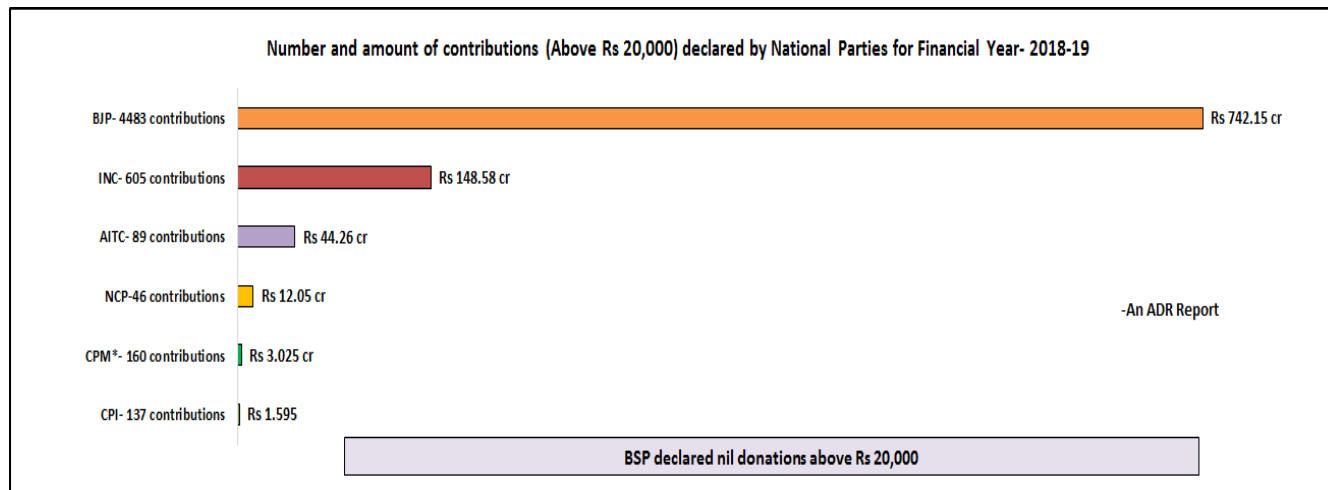 Number and amount of contributions (Above Rs 20,000) declared by National Parties for Financial Year- 2018-19
BJP- 4483 contributions
Rs 742.15 cr
INC- 605 contributions
Rs 148.58 cr
AITC- 89 contributions
Rs 44.26 cr
NCP-46 contributions
Rs 12.05 cr
-An ADR Report
CPM*- 160 contributions
Rs 3.025 cr
CPI- 137 contributions
Rs 1.595
BSP declared nil donations above Rs 20,000